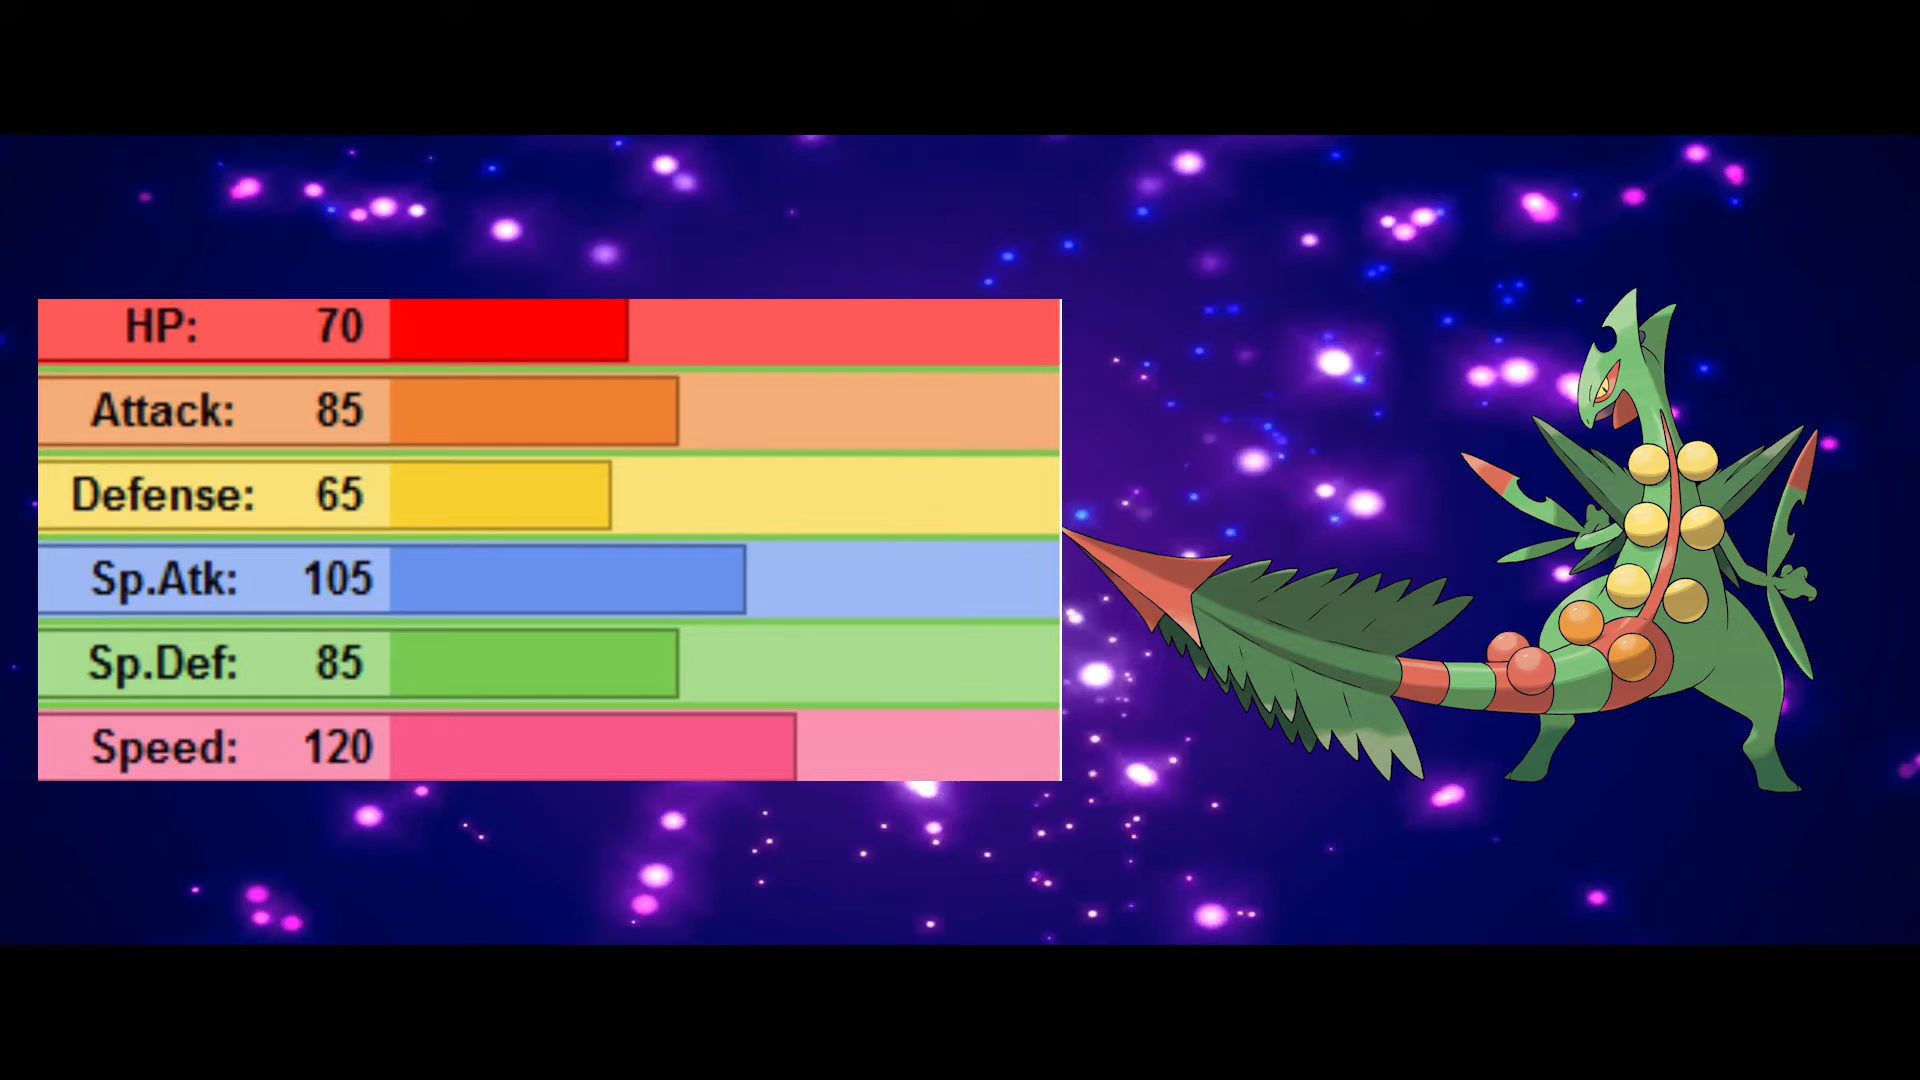 HP: 70
Attack: 85
Defense: 65
Sp.Atk: 105
Sp.Def: 85
Speed: 120